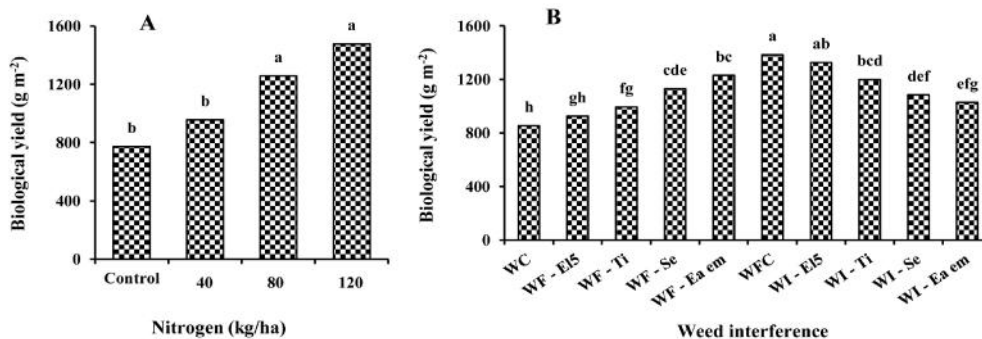 A
Biological yield (g m-2)
1600
1200
800
400
0
b
b
a
a
Control
40
80
120
Nitrogen (kg/ha)
B
Biological yield (g m-2)
1600
1200
800
400
0
h
gh
fg
cde
bc
a
ab
bcd
def
efg
WC
WF - El5
WF - Ti
WF - Se
WF - Ea em
WFC
WI - El5
WI - Ti
WI - Se
WI - Ea em
Weed interference